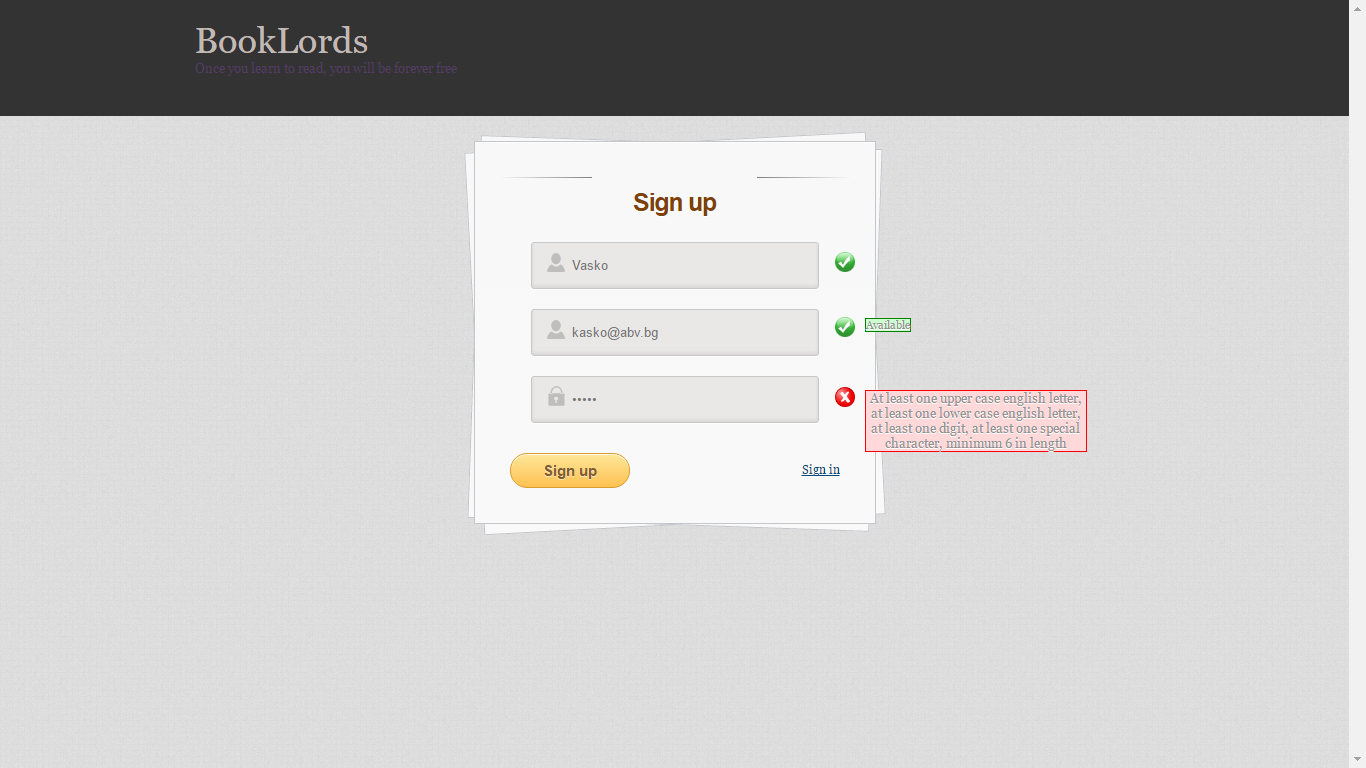 BookLords
Once you learn to read, you will be forever free
Sign up
Vasko
kasko@abv.bg
Available
•••••
At least one upper case english letter,
at least one lower case english letter,
at least one digit, at least one special
character, minimum 6 in length
Sign up
Sign in